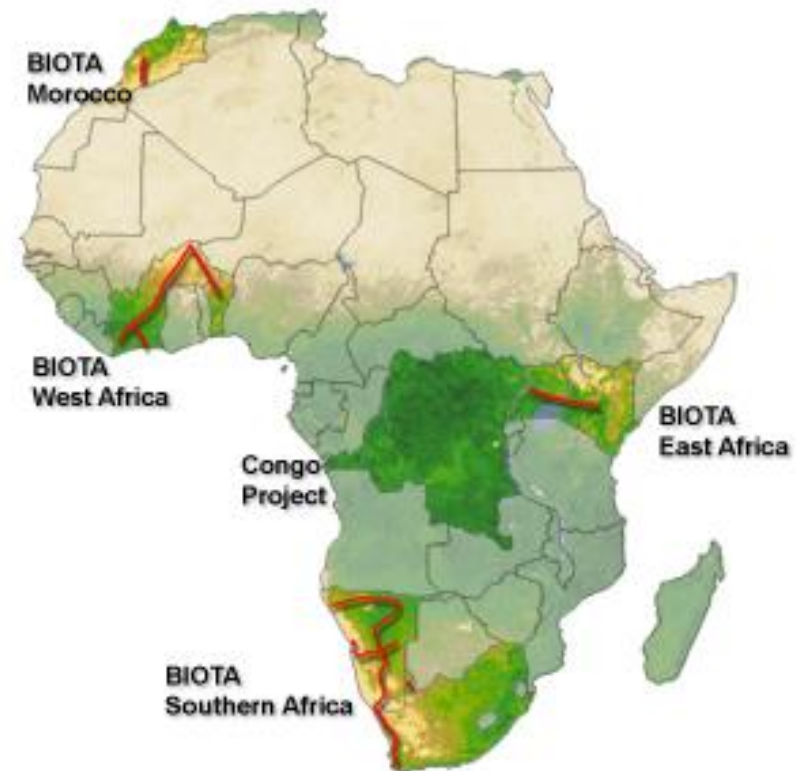 BIOTA
Morocco
BIOTA
West Africa
BIOTA
East Africa
Congo
Project
BIOTA
Southern Africa